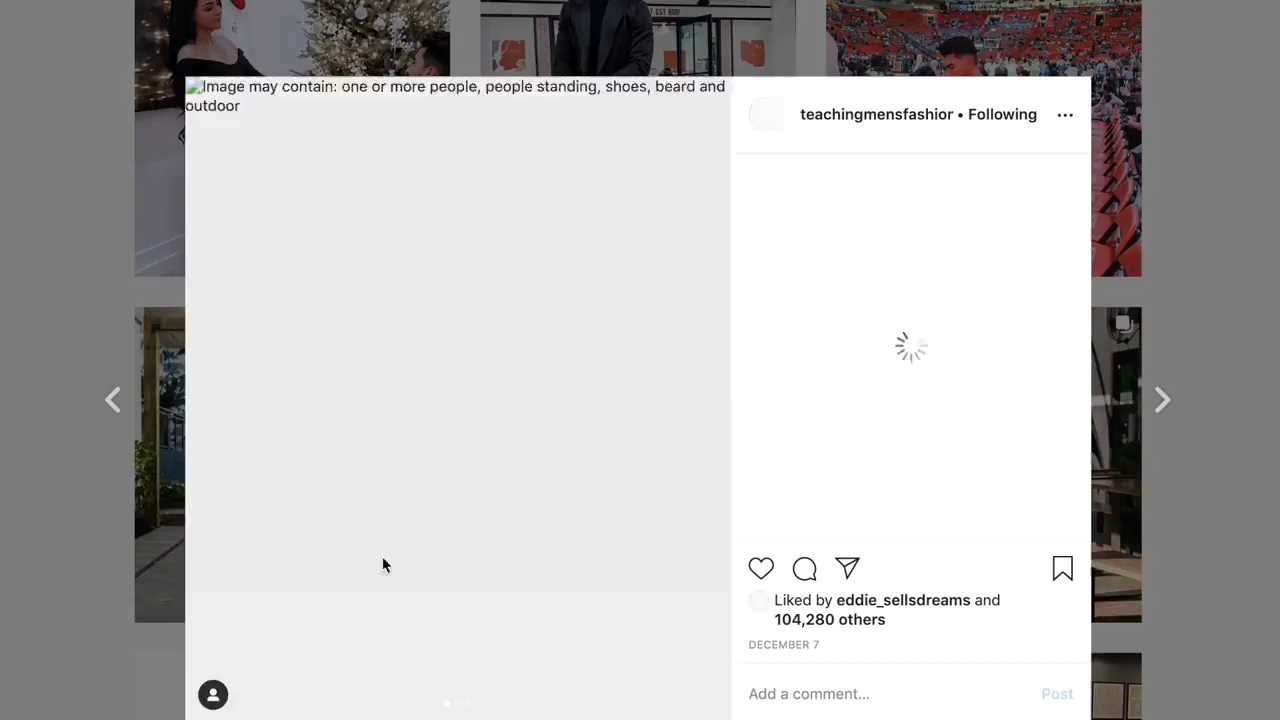 Image may contain: one or more people, people standing, shoes, beard and
outdoor
teachingmensfashior • Following
Liked by eddie_sellsdreams and
104,280 others
DECEMBER 7
Add a comment...
Post